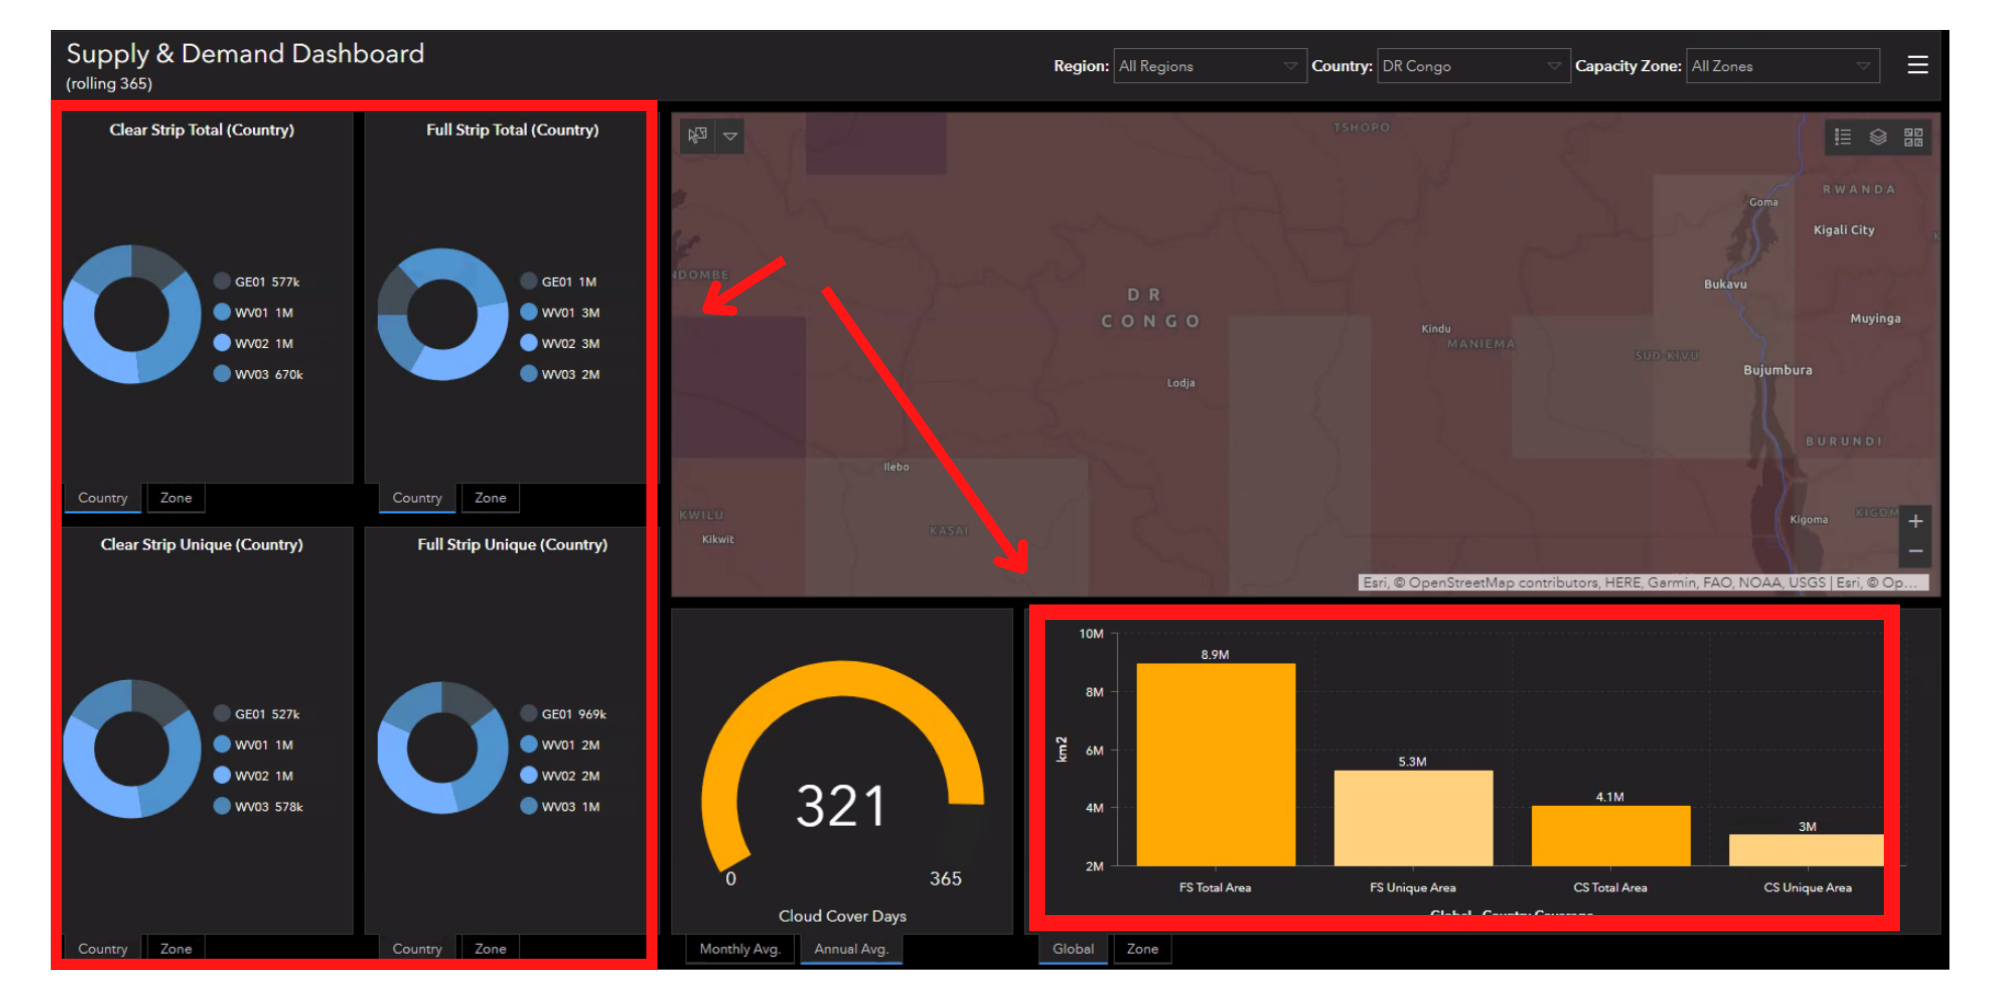 Supply & Demand Dashboard
(rolling 365)
Region: All Regions
Country: DR Congo
Capacity Zone: All Zones
Clear Strip Total (Country)
GE01 577k
WV01 1M
WV02 1M
WV03 670k
Country Zone
Full Strip Total (Country)
GE01 1M
WV01 3M
WV02 3M
WV03 2M
Country Zone
Clear Strip Unique (Country)
GE01 527k
WV01 1M
WV02 1M
WV03 578k
Country Zone
Full Strip Unique (Country)
GE01 969k
WV01 2M
WV02 2M
WV03 1M
Country Zone
TSHOPO
RWANDA
Goma
Kigali City
NDOMBE
Bukavu
DR
CONGO
Muyinga
Kindu
MANIEMA
SUD-KIVU
Bujumbura
Lodja
BURUNDI
Ilebo
KWILU
Kikwit
KASAÏ
Kigoma
KIGOM
+
−
Esri, © OpenStreetMap contributors, HERE, Garmin, FAO, NOAA, USGS | Esri, © Op...
321
0
365
Cloud Cover Days
Monthly Avg. Annual Avg.
km2
10M
8M
6M
4M
2M
8.9M
5.3M
4.1M
3M
FS Total Area
FS Unique Area
CS Total Area
CS Unique Area
Global - Country Coverage
Global Zone